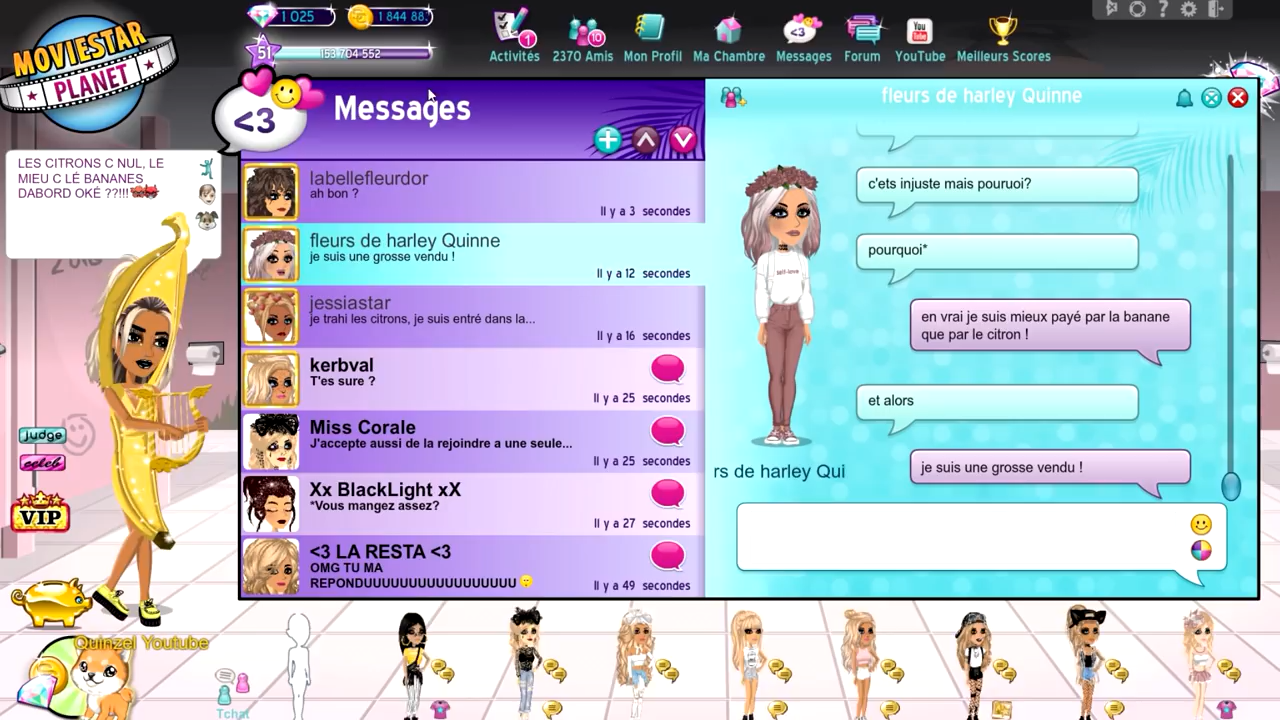 MOVIESTAR
PLANET
1 025
1 844 88
51
153 704 552
1
Activités
10
2370 Amis
Mon Profil
Ma Chambre
<3
Messages
Forum
You
Tube
YouTube
Meilleurs Scores
<3
Messages
LES CITRONS C NUL, LE
MIEU C LÉ BANANES
DABORD OKÉ ??!!!
judge
celeb
VIP
Quinzel Youtube
labellefleurdor
ah bon ?
Il y a 3 secondes
fleurs de harley Quinne
je suis une grosse vendu !
Il y a 12 secondes
jessiastar
je trahi les citrons, je suis entré dans la...
Il y a 16 secondes
kerbval
T'es sure ?
Il y a 25 secondes
Miss Corale
J'accepte aussi de la rejoindre a une seule...
Il y a 25 secondes
Xx BlackLight xX
*Vous mangez assez?
Il y a 27 secondes
<3 LA RESTA <3
OMG TU MA
REPONDUUUUUUUUUUUUUUUUU
Il y a 49 secondes
fleurs de harley Quinne
c'ets injuste mais pouruoi?
pourquoi*
en vrai je suis mieux payé par la banane
que par le citron !
et alors
je suis une grosse vendu !
rs de harley Qui
Tchat